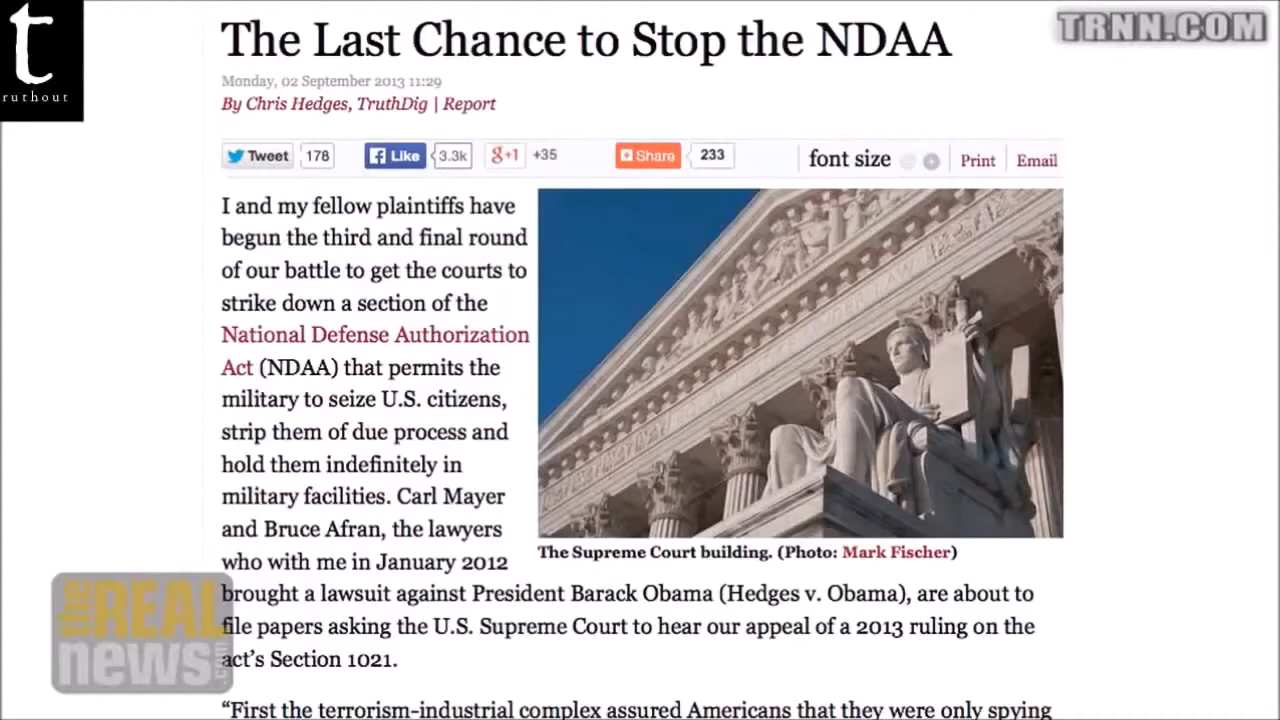 t
ruthout
TRNN.COM
The Last Chance to Stop the NDAA
Monday, 02 September 2013 11:29
By Chris Hedges, TruthDig | Report
Tweet 178 Like 3.3k g+1 +35 Share 233 font size Print Email
I and my fellow plaintiffs have
begun the third and final round
of our battle to get the courts to
strike down a section of the
National Defense Authorization
Act (NDAA) that permits the
military to seize U.S. citizens,
strip them of due process and
hold them indefinitely in
military facilities. Carl Mayer
and Bruce Afran, the lawyers
who with me in January 2012
brought a lawsuit against President Barack Obama (Hedges v. Obama), are about to
file papers asking the U.S. Supreme Court to hear our appeal of a 2013 ruling on the
act's Section 1021.
“First the terrorism-industrial complex assured Americans that they were only spying
The Supreme Court building. (Photo: Mark Fischer)
the REAL
news.com